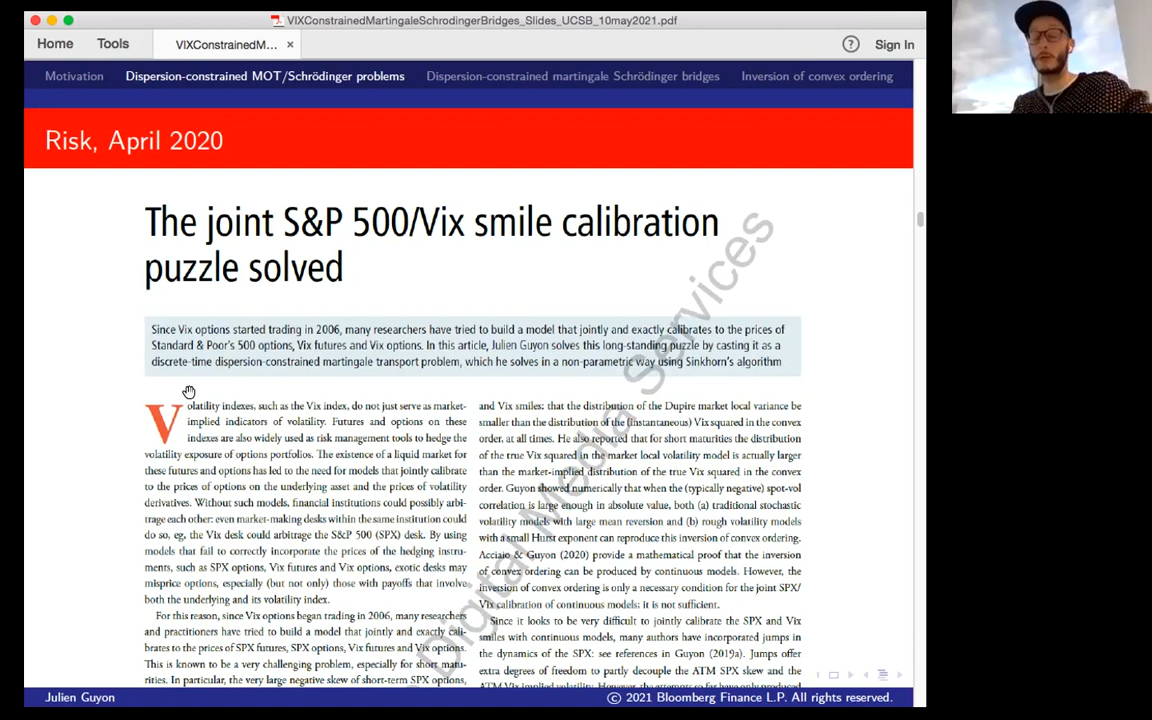 VIXConstrainedMartingaleSchrodingerBridges_Slides_UCSB_10may2021.pdf
Home Tools VIXConstrainedM... × ? Sign In
Motivation Dispersion-constrained MOT/Schrödinger problems Dispersion-constrained martingale Schrödinger bridges Inversion of convex ordering
Risk, April 2020
The joint S&P 500/Vix smile calibration
puzzle solved
Since Vix options started trading in 2006, many researchers have tried to build a model that jointly and exactly calibrates to the prices of
Standard & Poor's 500 options, Vix futures and Vix options. In this article, Julien Guyon solves this long-standing puzzle by casting it as a
discrete-time dispersion-constrained martingale transport problem, which he solves in a non-parametric way using Sinkhorn's algorithm
Volatility indexes, such as the Vix index, do not just serve as market-
implied indicators of volatility. Futures and options on these
indexes are also widely used as risk management tools to hedge the
volatility exposure of options portfolios. The existence of a liquid market for
these futures and options has led to the need for models that jointly calibrate
to the prices of options on the underlying asset and the prices of volatility
derivatives. Without such models, financial institutions could possibly arbi-
trage each other: even market-making desks within the same institution could
do so, eg, the Vix desk could arbitrage the S&P 500 (SPX) desk. By using
models that fail to correctly incorporate the prices of the hedging instru-
ments, such as SPX options, Vix futures and Vix options, exotic desks may
misprice options, especially (but not only) those with payoffs that involve
both the underlying and its volatility index.
For this reason, since Vix options began trading in 2006, many researchers
and practitioners have tried to build a model that jointly and exactly cali-
brates to the prices of SPX futures, SPX options, Vix futures and Vix options.
This is known to be a very challenging problem, especially for short matu-
rities. In particular, the very large negative skew of short-term SPX options,
and Vix smiles: that the distribution of the Dupire market local variance be
smaller than the distribution of the (instantaneous) Vix squared in the convex
order, at all times. He also reported that for short maturities the distribution
of the true Vix squared in the market local volatility model is actually larger
than the market-implied distribution of the true Vix squared in the convex
order. Guyon showed numerically that when the (typically negative) spot-vol
correlation is large enough in absolute value, both (a) traditional stochastic
volatility models with large mean reversion and (b) rough volatility models
with a small Hurst exponent can reproduce this inversion of convex ordering.
Acciaio & Guyon (2020) provide a mathematical proof that the inversion
of convex ordering can be produced by continuous models. However, the
inversion of convex ordering is only a necessary condition for the joint SPX/
Vix calibration of continuous models; it is not sufficient.
Since it looks to be very difficult to jointly calibrate the SPX and Vix
smiles with continuous models, many authors have incorporated jumps in
the dynamics of the SPX: see references in Guyon (2019a). Jumps offer
extra degrees of freedom to partly decouple the ATM SPX skew and the
ATM Vix implied volatility. However, the attempts so far have only produced
Digital Media Services
Julien Guyon © 2021 Bloomberg Finance L.P. All rights reserved.